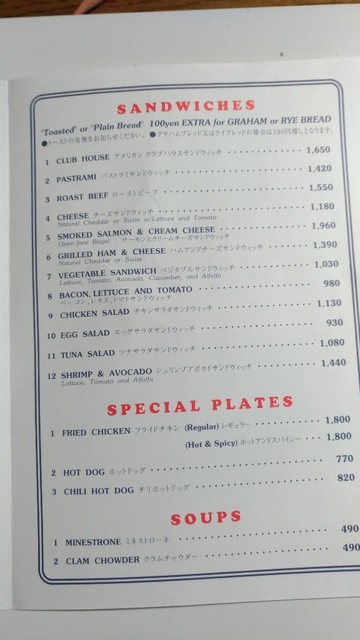 SANDWICHES
"Toasted" or "Plain Bread" 100yen EXTRA for GRAHAM or RYE BREAD
●トーストの有無をお知らせください。 ●グラハムブレッド又はライブレッドの場合は100円増しとなります。
1 CLUB HOUSE アメリカン クラブハウスサンドウィッチ 1,650
2 PASTRAMI パストラミサンドウィッチ 1,420
3 ROAST BEEF ローストビーフ 1,550
4 CHEESE チーズサンドウィッチ 1,180
Natural Cheddar or Swiss w/Lettuce and Tomato
5 SMOKED SALMON & CREAM CHEESE 1,960
Open-face Bagel サーモンとクリームチーズサンドウィッチ
6 GRILLED HAM & CHEESE ハムアンドチーズサンドウィッチ 1,390
Natural Cheddar or Swiss
7 VEGETABLE SANDWICH ベジタブルサンドウィッチ 1,030
Lettuce, Tomato, Avocado, Cucumber, and Alfalfa
8 BACON, LETTUCE AND TOMATO 980
ベーコン、レタス、トマトサンドウィッチ
9 CHICKEN SALAD チキンサラダサンドウィッチ 1,130
10 EGG SALAD エッグサラダサンドウィッチ 930
11 TUNA SALAD ツナサラダサンドウィッチ 1,080
12 SHRIMP & AVOCADO シュリンプアボカドサンドウィッチ 1,440
Lettuce, Tomato and Alfalfa
SPECIAL PLATES
1 FRIED CHICKEN フライドチキン (Regular) レギュラー 1,800
(Hot & Spicy) ホットアンドスパイシー 1,800
2 HOT DOG ホットドッグ 770
3 CHILI HOT DOG チリホットドッグ 820
SOUPS
1 MINESTRONE ミネストローネ 490
2 CLAM CHOWDER クラムチャウダー 490